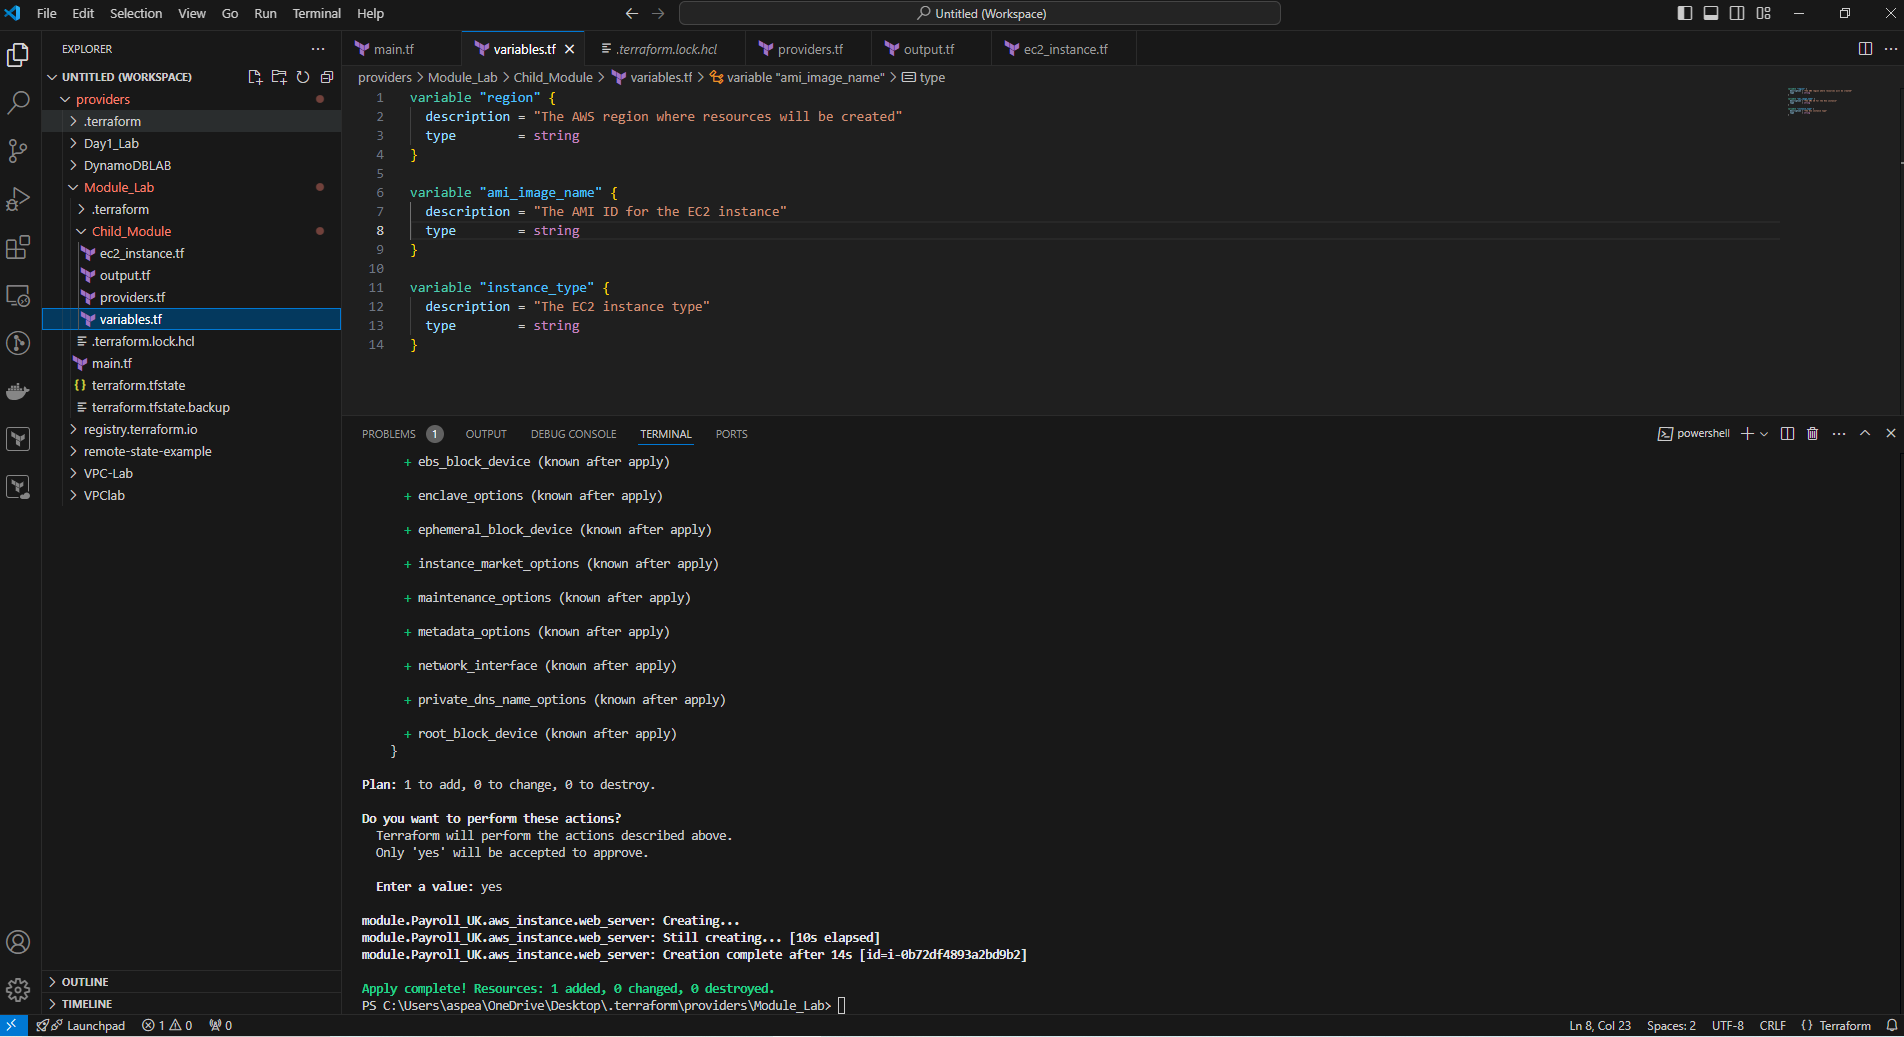 File Edit Selection View Go Run Terminal Help
Untitled (Workspace)
EXPLORER
UNTITLED (WORKSPACE)
providers
.terraform
Day1_Lab
DynamoDBLAB
Module_Lab
.terraform
Child_Module
ec2_instance.tf
output.tf
providers.tf
variables.tf
.terraform.lock.hcl
main.tf
{} terraform.tfstate
terraform.tfstate.backup
registry.terraform.io
remote-state-example
VPC-Lab
VPClab
OUTLINE
TIMELINE
main.tf variables.tf .terraform.lock.hcl providers.tf output.tf ec2_instance.tf
providers > Module_Lab > Child_Module > variables.tf > variable "ami_image_name" > type
1 variable "region" {
2 description = "The AWS region where resources will be created"
3 type = string
4 }
5
6 variable "ami_image_name" {
7 description = "The AMI ID for the EC2 instance"
8 type = string
9 }
10
11 variable "instance_type" {
12 description = "The EC2 instance type"
13 type = string
14 }
PROBLEMS 1 OUTPUT DEBUG CONSOLE TERMINAL PORTS
powershell
+ ebs_block_device (known after apply)
+ enclave_options (known after apply)
+ ephemeral_block_device (known after apply)
+ instance_market_options (known after apply)
+ maintenance_options (known after apply)
+ metadata_options (known after apply)
+ network_interface (known after apply)
+ private_dns_name_options (known after apply)
+ root_block_device (known after apply)
}
Plan: 1 to add, 0 to change, 0 to destroy.
Do you want to perform these actions?
Terraform will perform the actions described above.
Only 'yes' will be accepted to approve.
Enter a value: yes
module.Payroll_UK.aws_instance.web_server: Creating...
module.Payroll_UK.aws_instance.web_server: Still creating... [10s elapsed]
module.Payroll_UK.aws_instance.web_server: Creation complete after 14s [id=i-0b72df4893a2bd9b2]
Apply complete! Resources: 1 added, 0 changed, 0 destroyed.
PS C:\Users\aspea\OneDrive\Desktop\.terraform\providers\Module_Lab>
Launchpad 1 0 0
Ln 8, Col 23 Spaces: 2 UTF-8 CRLF {} Terraform